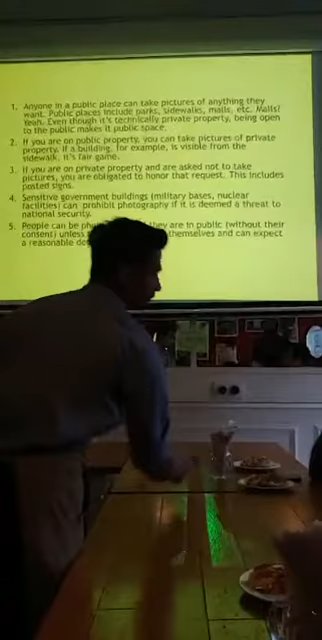 1. Anyone in a public place can take pictures of anything they
want. Public places include parks, sidewalks, malls, etc. Malls?
Yeah. Even though it's technically private property, being open
to the public makes it public space.
2. If you are on public property, you can take pictures of private
property. If a building, for example, is visible from the
sidewalk, it's fair game.
3. If you are on private property and are asked not to take
pictures, you are obligated to honor that request. This includes
posted signs.
4. Sensitive government buildings (military bases, nuclear
facilities) can prohibit photography if it is deemed a threat to
national security.
5. People can be they are in public (without their
consent) unless themselves and can expect
a reasonable